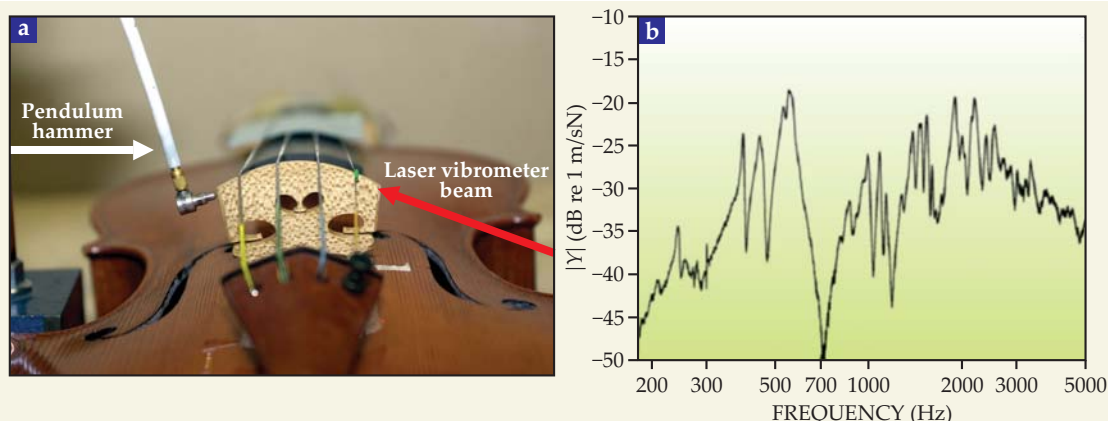 a
Pendulum
hammer
Laser vibrometer
beam
b
|Y| (dB re 1 m/sN)
−10
−15
−20
−25
−30
−35
−40
−45
−50
200 300 500 700 1000 2000 3000 5000
FREQUENCY (Hz)